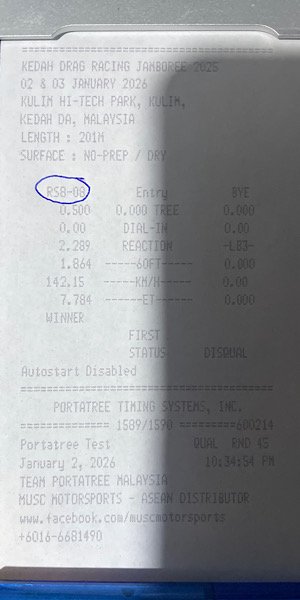 KEDAH DRAG RACING JAMBOREE 2025
02 & 03 JANUARY 2026
KULIM HI-TECH PARK, KULIM,
KEDAH DA, MALAYSIA
LENGTH : 201M
SURFACE : NO-PREP / DRY
RS8-08 Entry BYE
0.500 0.000 TREE 0.000
0.00 DIAL-IN 0.00
2.289 REACTION -LB3-
1.864 -----60FT----- 0.000
142.15 -----KM/H----- 0.00
7.784 ------ET------ 0.000
WINNER
FIRST
STATUS DISQUAL
Autostart Disabled
========================================
PORTATREE TIMING SYSTEMS, INC.
============== 1589/1590 =========600214
Portatree Test QUAL RND 4S
January 2, 2026 10:34:54 PM
TEAM PORTATREE MALAYSIA
MUSC MOTORSPORTS - ASEAN DISTRIBUTOR
www.facebook.com/muscmotorsports
+6016-6681490